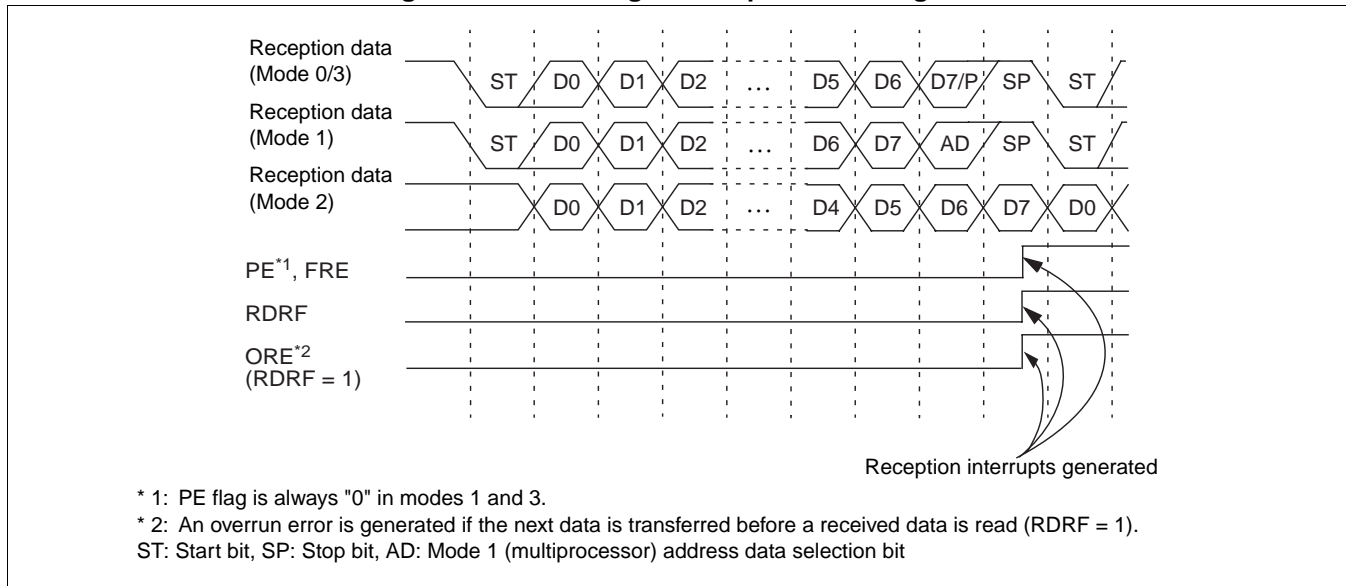 Reception data
(Mode 0/3)
ST D0 D1 D2 ... D5 D6 D7/P SP ST
Reception data
(Mode 1)
ST D0 D1 D2 ... D6 D7 AD SP ST
Reception data
(Mode 2)
D0 D1 D2 ... D4 D5 D6 D7 D0
PE*1, FRE
RDRF
ORE*2
(RDRF = 1)
Reception interrupts generated
* 1: PE flag is always "0" in modes 1 and 3.
* 2: An overrun error is generated if the next data is transferred before a received data is read (RDRF = 1).
ST: Start bit, SP: Stop bit, AD: Mode 1 (multiprocessor) address data selection bit